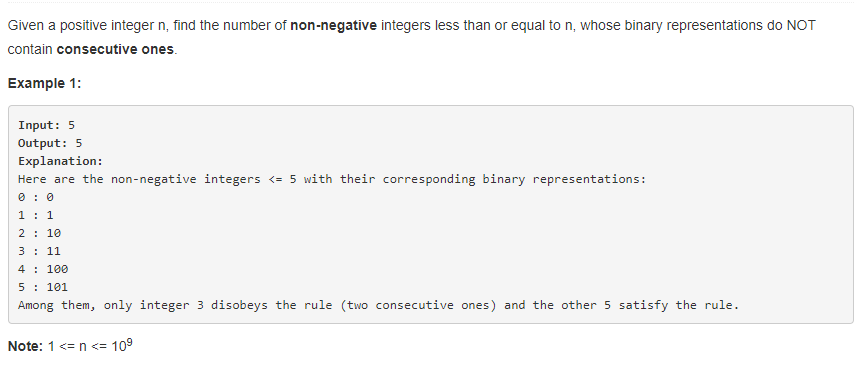 Given a positive integer n, find the number of non-negative integers less than or equal to n, whose binary representations do NOT
contain consecutive ones.
Example 1:
Input: 5
Output: 5
Explanation:
Here are the non-negative integers <= 5 with their corresponding binary representations:
0 : 0
1 : 1
2 : 10
3 : 11
4 : 100
5 : 101
Among them, only integer 3 disobeys the rule (two consecutive ones) and the other 5 satisfy the rule.
Note: 1 <= n <= 10⁹